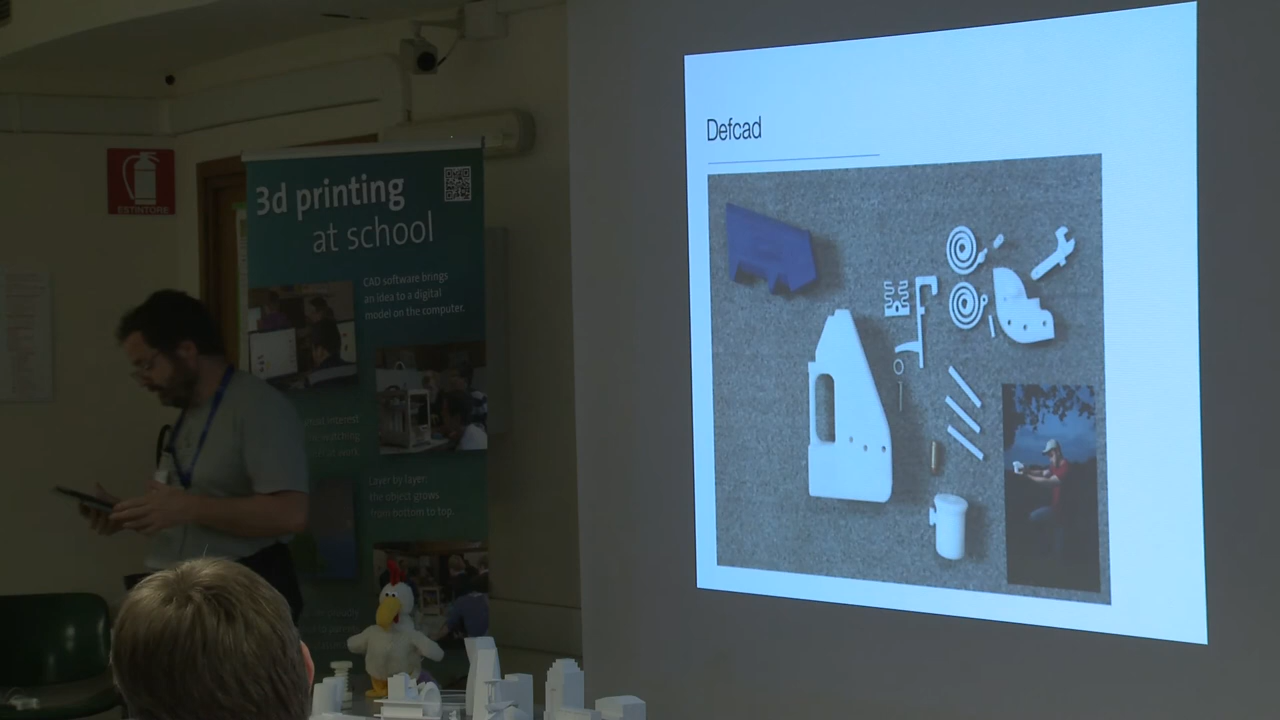 ESTINTORE
3d printing
at school
CAD software brings
an idea to a digital
model on the computer.
Layer by layer:
the object grows
from bottom to top.
Defcad